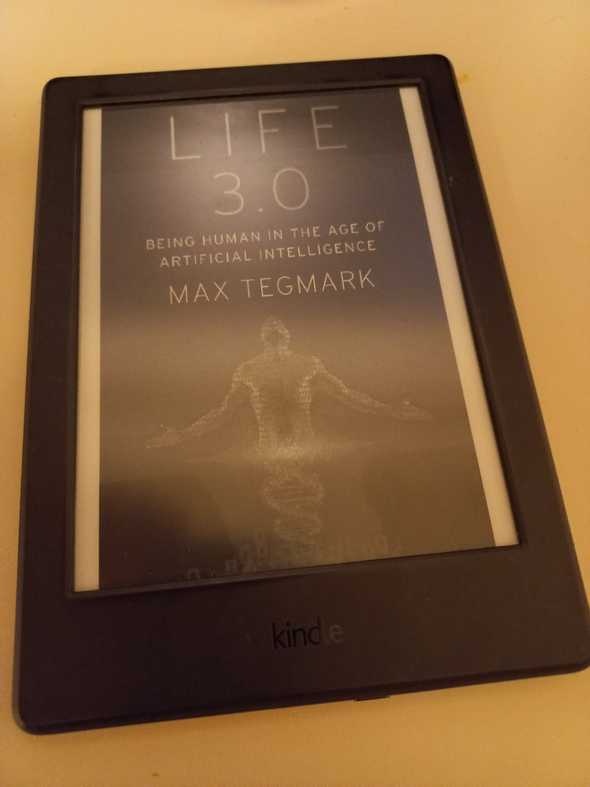 LIFE
3.0
BEING HUMAN IN THE AGE OF
ARTIFICIAL INTELLIGENCE
MAX TEGMARK
kindle